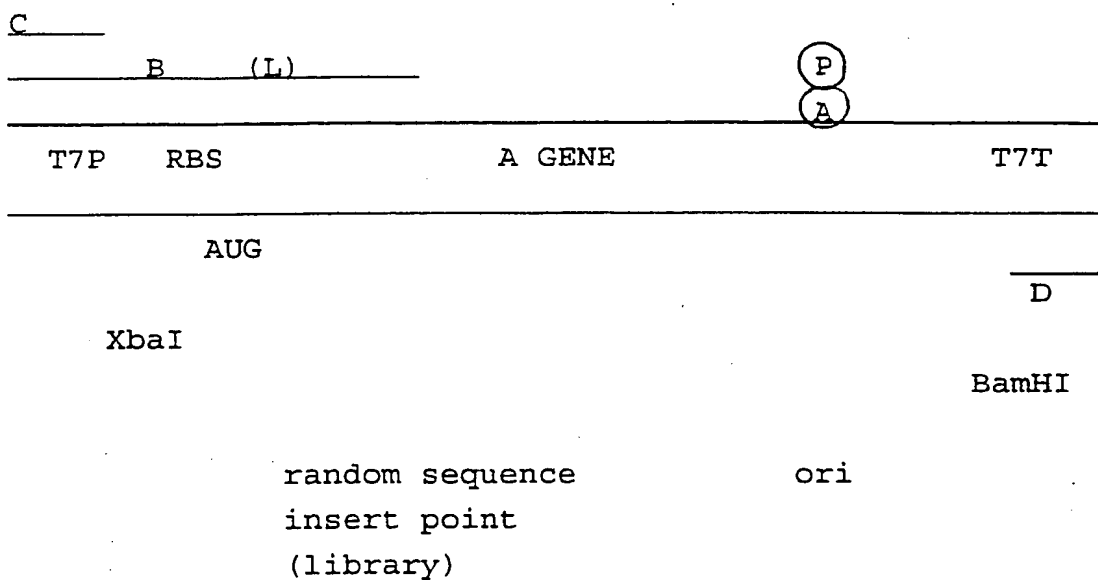 C
B (L) P
A
T7P RBS A GENE T7T
AUG
D
XbaI
BamHI
random sequence ori
insert point
(library)